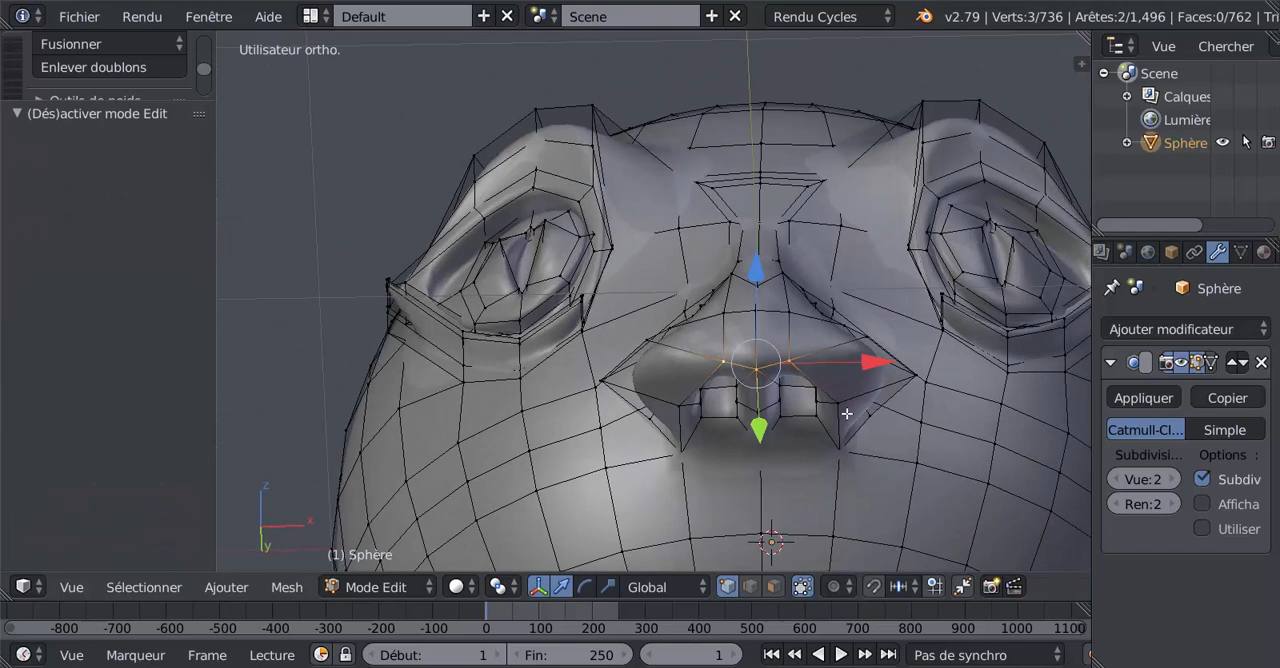 Fichier Rendu Fenêtre Aide Default Scene Rendu Cycles v2.79 | Verts:3/736 | Arêtes:2/1,496 | Faces:0/762 | Tri
Fusionner
Enlever doublons
(Dés)activer mode Edit
Utilisateur ortho.
z
x
y
(1) Sphère
Vue Sélectionner Ajouter Mesh Mode Edit Global
-800 -700 -600 -500 -400 -300 -200 -100 0 100 200 300 400 500 600 700 800 900 1000 1100
Vue Marqueur Frame Lecture Début: 1 Fin: 250 1 Pas de synchro
Vue Chercher
Scene
Calques
Lumière
Sphère
Sphère
Ajouter modificateur
Appliquer Copier
Catmull-Cl... Simple
Subdivisi... Options :
Vue: 2 Subdiv
Ren: 2 Afficha
Utiliser